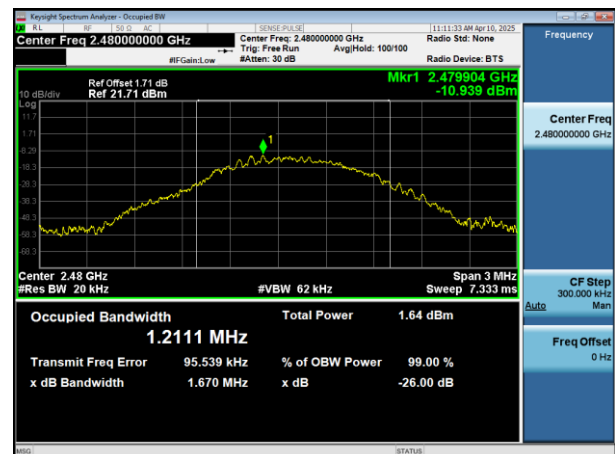 Keysight Spectrum Analyzer - Occupied BW
RL RF 50 Ω AC SENSE:PULSE 11:11:33 AM Apr 10, 2025
Center Freq 2.480000000 GHz
Center Freq: 2.480000000 GHz
Radio Std: None
Trig: Free Run
Avg|Hold: 100/100
#IFGain:Low
#Atten: 30 dB
Radio Device: BTS
Ref Offset 1.71 dB
Mkr1 2.479904 GHz
10 dB/div
Ref 21.71 dBm
-10.939 dBm
Log
11.7
1.71
-8.29
-18.3
-28.3
-38.3
-48.3
-58.3
-68.3
1
Center 2.48 GHz
Span 3 MHz
#Res BW 20 kHz
#VBW 62 kHz
Sweep 7.333 ms
Occupied Bandwidth
Total Power 1.64 dBm
1.2111 MHz
Transmit Freq Error 95.539 kHz
% of OBW Power 99.00 %
x dB Bandwidth 1.670 MHz
x dB -26.00 dB
MSG
STATUS
Frequency
Center Freq
2.480000000 GHz
CF Step
300.000 kHz
Auto Man
Freq Offset
0 Hz